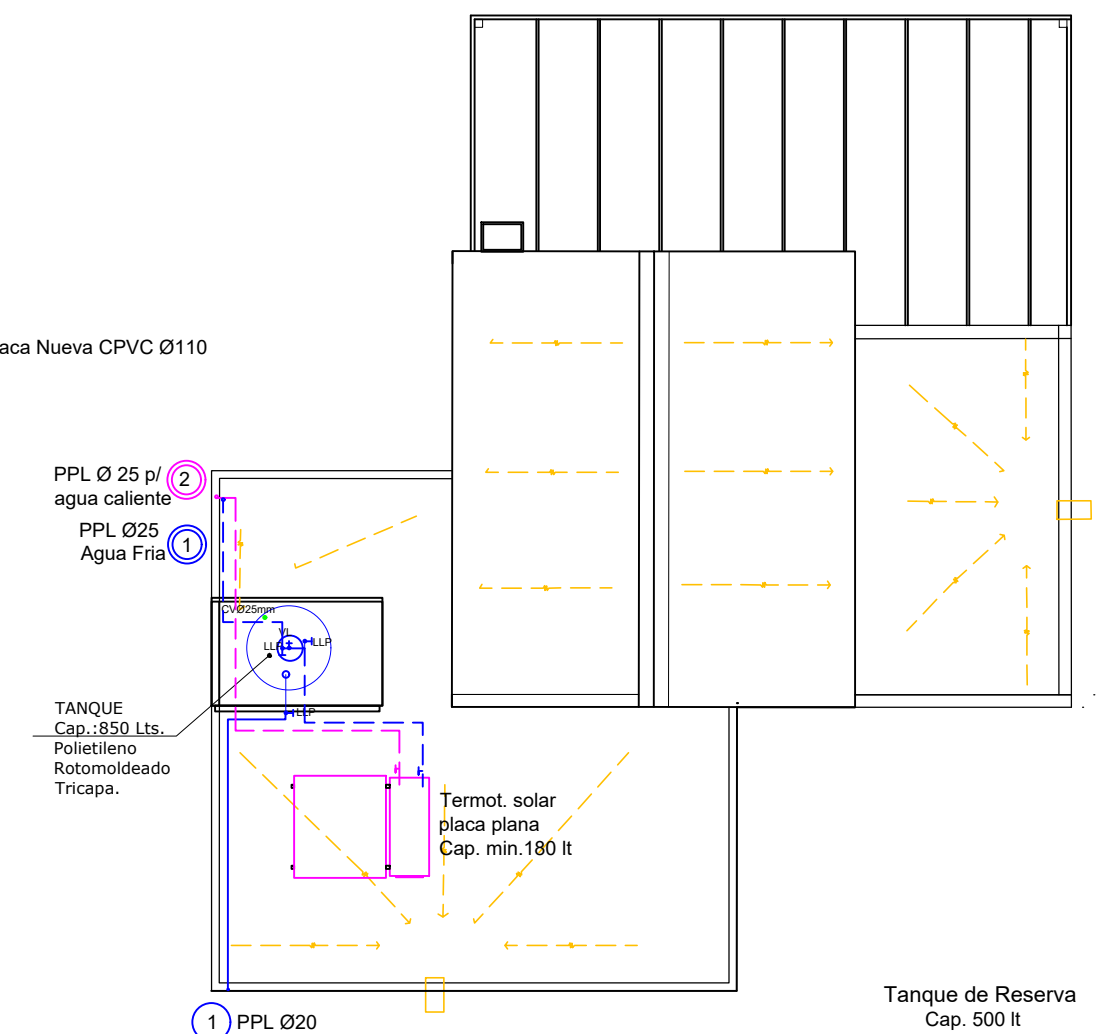 aca Nueva CPVC Ø110
PPL Ø 25 p/
agua caliente
2
PPL Ø25
Agua Fria
1
CVØ25mm
LLP
LLP
LLP
TANQUE
Cap.:850 Lts.
Polietileno
Rotomoldeado
Tricapa.
Termot. solar
placa plana
Cap. min.180 lt
1
PPL Ø20
Tanque de Reserva
Cap. 500 lt